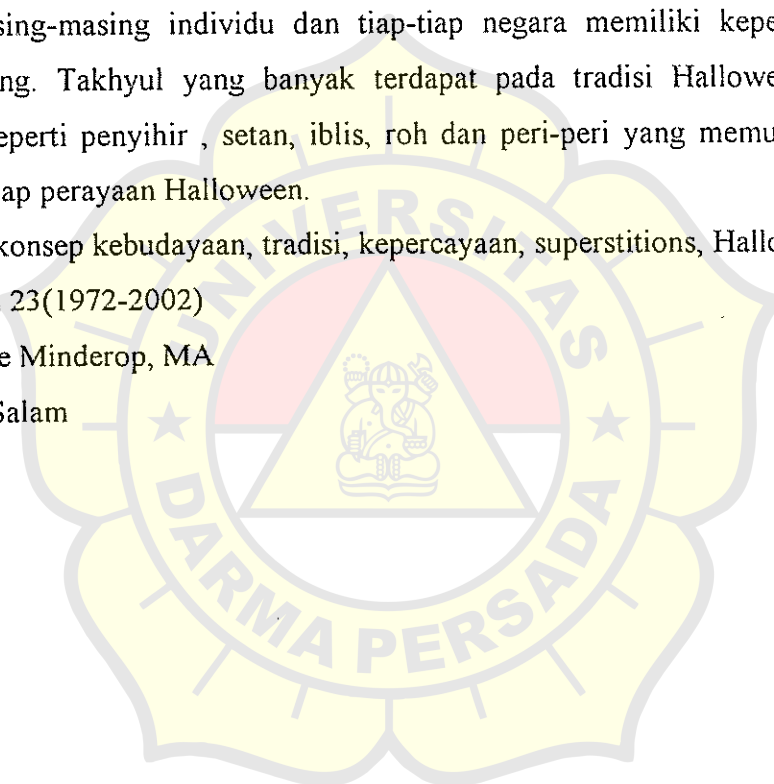 sing-masing individu dan tiap-tiap negara memiliki kepe
ng. Takhyul yang banyak terdapat pada tradisi Hallowe
eperti penyihir , setan, iblis, roh dan peri-peri yang memu
ap perayaan Halloween.
konsep kebudayaan, tradisi, kepercayaan, superstitions, Hallo
23(1972-2002)
e Minderop, MA
Salam
UNIVERSITAS
DARMA PERSADA